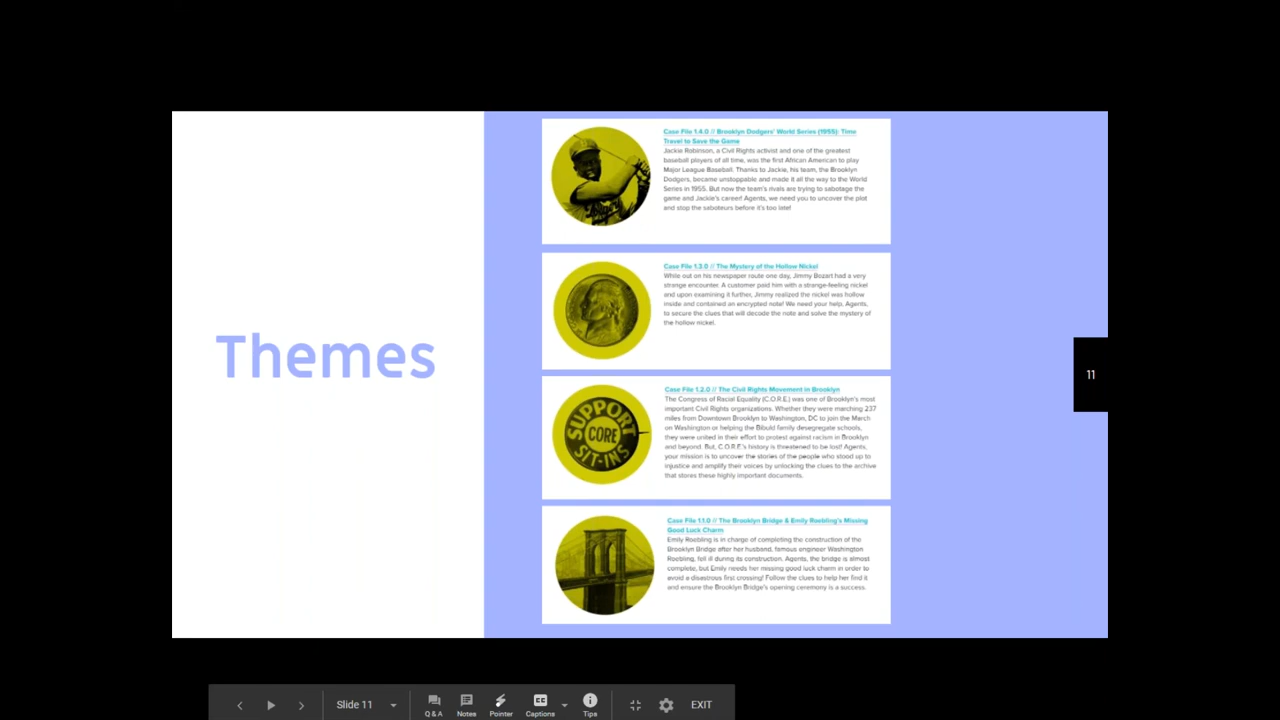 Themes
Case File 1.4.0 // Brooklyn Dodgers' World Series (1955): Time
Travel to Save the Game
Jackie Robinson, a Civil Rights activist and one of the greatest
baseball players of all time, was the first African American to play
Major League Baseball. Thanks to Jackie, his team, the Brooklyn
Dodgers, became unstoppable and made it all the way to the World
Series in 1955. But now the team's rivals are trying to sabotage the
game and Jackie's career! Agents, we need you to uncover the plot
and stop the saboteurs before it's too late!
Case File 1.3.0 // The Mystery of the Hollow Nickel
While out on his newspaper route one day, Jimmy Bozart had a very
strange encounter. A customer paid him with a strange-feeling nickel
and upon examining it further, Jimmy realized the nickel was hollow
inside and contained an encrypted note! We need your help, Agents,
to secure the clues that will decode the note and solve the mystery of
the hollow nickel.
SUPPORT
CORE
SIT-INS
Case File 1.2.0 // The Civil Rights Movement in Brooklyn
The Congress of Racial Equality (C.O.R.E.) was one of Brooklyn's most
important Civil Rights organizations. Whether they were marching 237
miles from Downtown Brooklyn to Washington, DC to join the March
on Washington or helping the Bibuld family desegregate schools,
they were united in their effort to protest against racism in Brooklyn
and beyond. But, C.O.R.E.'s history is threatened to be lost! Agents,
your mission is to uncover the stories of the people who stood up to
injustice and amplify their voices by unlocking the clues to the archive
that stores these highly important documents.
Case File 1.1.0 // The Brooklyn Bridge & Emily Roebling's Missing
Good Luck Charm
Emily Roebling is in charge of completing the construction of the
Brooklyn Bridge after her husband, famous engineer Washington
Roebling, fell ill during its construction. Agents, the bridge is almost
complete, but Emily needs her missing good luck charm in order to
avoid a disastrous first crossing! Follow the clues to help her find it
and ensure the Brooklyn Bridge's opening ceremony is a success.
11
Slide 11
Q & A
Notes
Pointer
Captions
Tips
EXIT